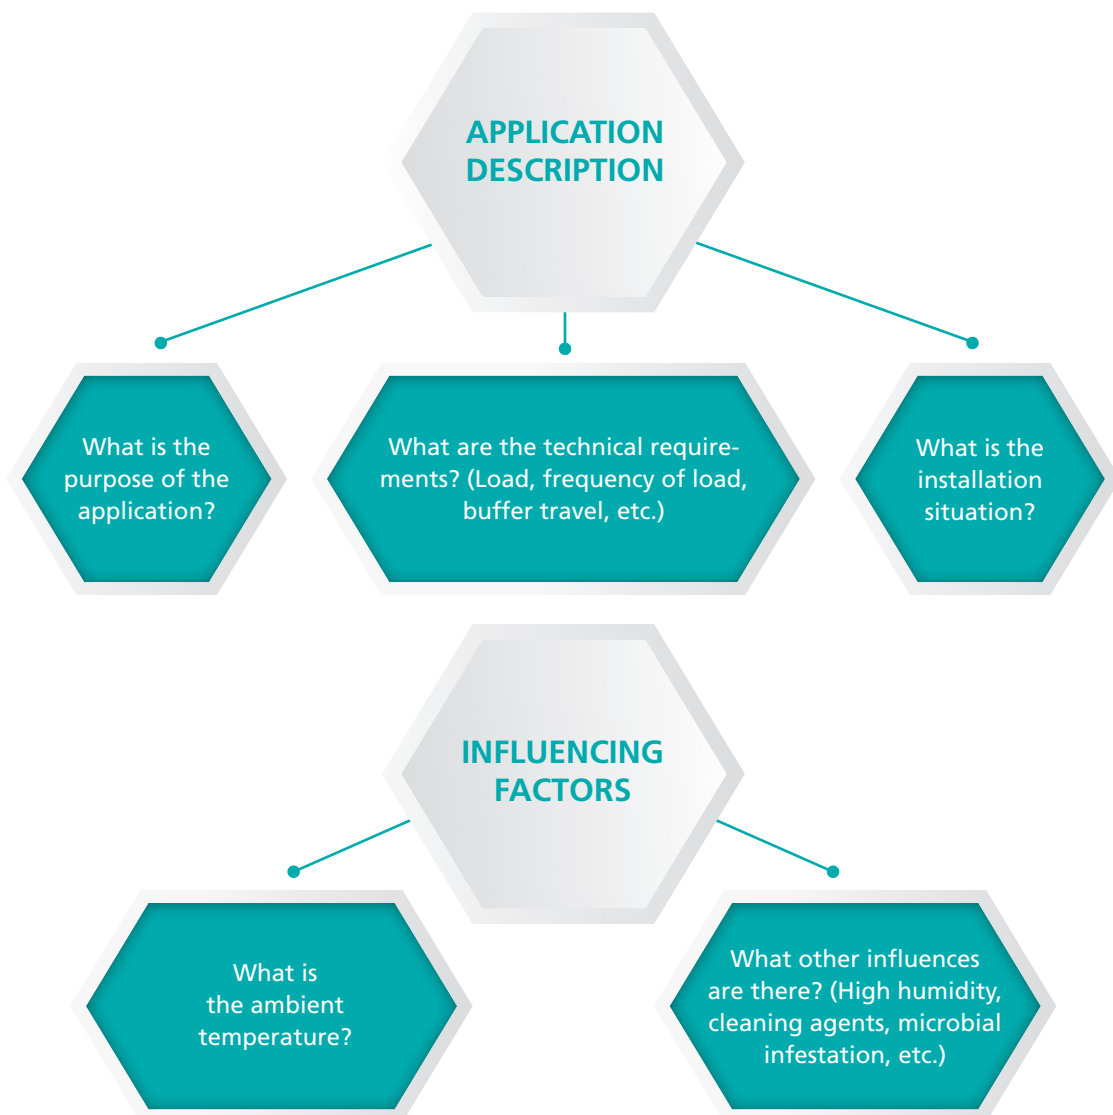 APPLICATION
DESCRIPTION
What is the
purpose of the
application?
What are the technical require-
ments? (Load, frequency of load,
buffer travel, etc.)
What is the
installation
situation?
INFLUENCING
FACTORS
What is
the ambient
temperature?
What other influences
are there? (High humidity,
cleaning agents, microbial
infestation, etc.)